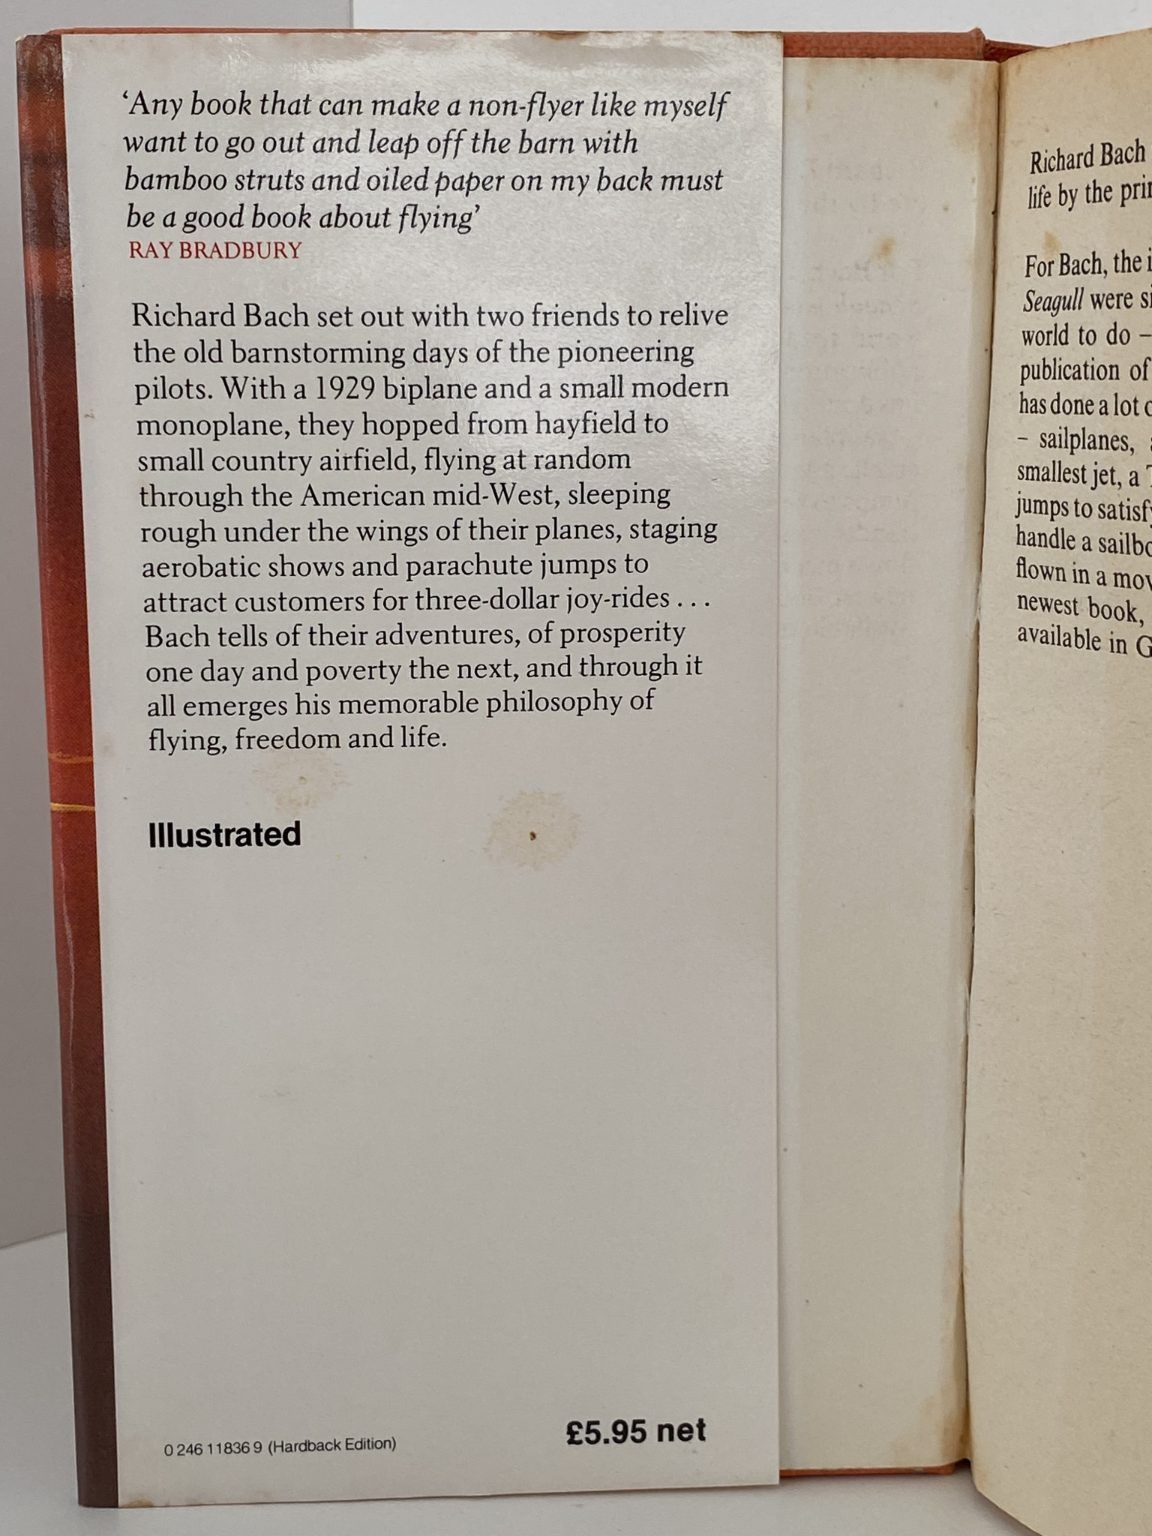 ‘Any book that can make a non-flyer like myself
want to go out and leap off the barn with
bamboo struts and oiled paper on my back must
be a good book about flying’
RAY BRADBURY
Richard Bach set out with two friends to relive
the old barnstorming days of the pioneering
pilots. With a 1929 biplane and a small modern
monoplane, they hopped from hayfield to
small country airfield, flying at random
through the American mid-West, sleeping
rough under the wings of their planes, staging
aerobatic shows and parachute jumps to
attract customers for three-dollar joy-rides . . .
Bach tells of their adventures, of prosperity
one day and poverty the next, and through it
all emerges his memorable philosophy of
flying, freedom and life.
Illustrated
0 246 11836 9 (Hardback Edition)
£5.95 net
Richard Bach
life by the
For Bach, the
Seagull were
world to do –
publication of
has done a lot
– sailplanes,
smallest jet, a
jumps to
handle a
flown in a
newest book,
available in